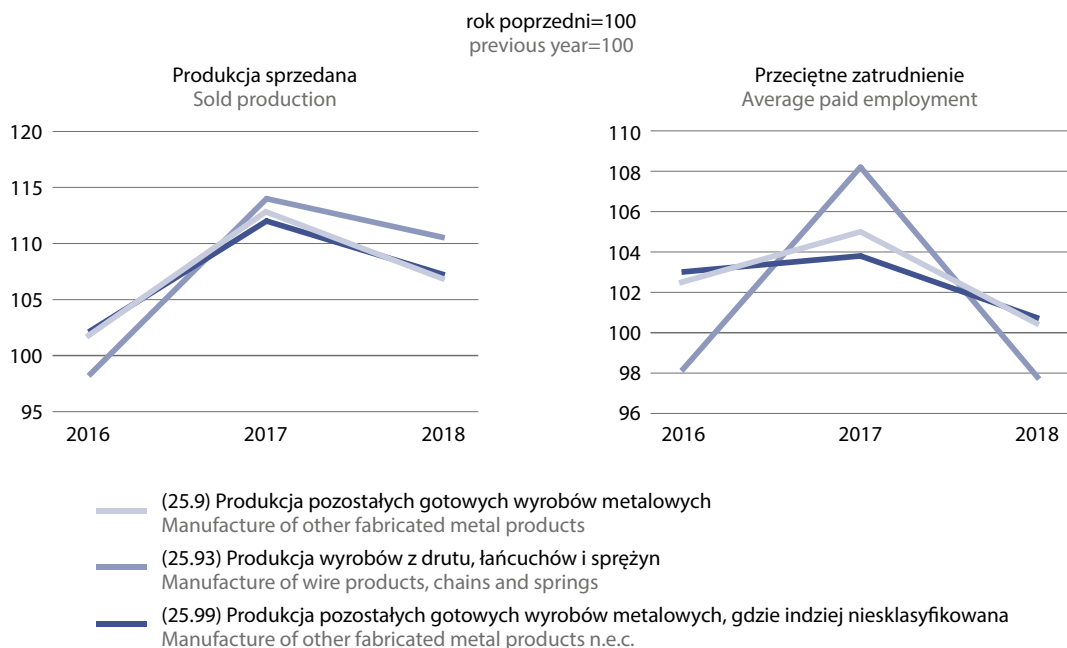 rok poprzedni=100
previous year=100
Produkcja sprzedana
Sold production
120
115
110
105
100
95
2016 2017 2018
Przeciętne zatrudnienie
Average paid employment
110
108
106
104
102
100
98
96
2016 2017 2018
(25.9) Produkcja pozostałych gotowych wyrobów metalowych
Manufacture of other fabricated metal products
(25.93) Produkcja wyrobów z drutu, łańcuchów i sprężyn
Manufacture of wire products, chains and springs
(25.99) Produkcja pozostałych gotowych wyrobów metalowych, gdzie indziej niesklasyfikowana
Manufacture of other fabricated metal products n.e.c.